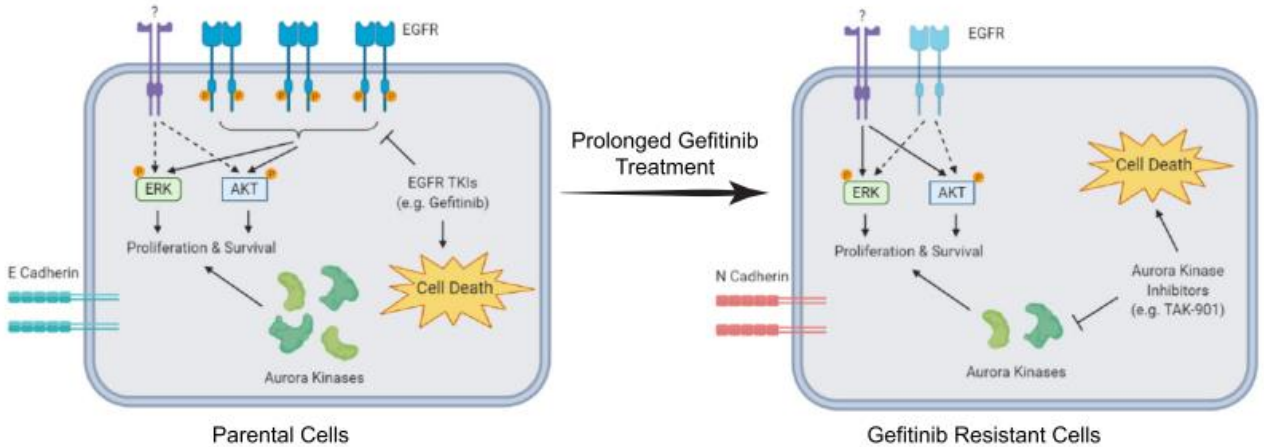 ?
EGFR
P P P P P P
P P
ERK AKT
EGFR TKIs
(e.g. Gefitinib)
Proliferation & Survival
E Cadherin
Cell Death
Aurora Kinases
Parental Cells
Prolonged Gefitinib
Treatment
?
EGFR
Cell Death
P P
ERK AKT
Proliferation & Survival
N Cadherin
Aurora Kinase
Inhibitors
(e.g. TAK-901)
Aurora Kinases
Gefitinib Resistant Cells